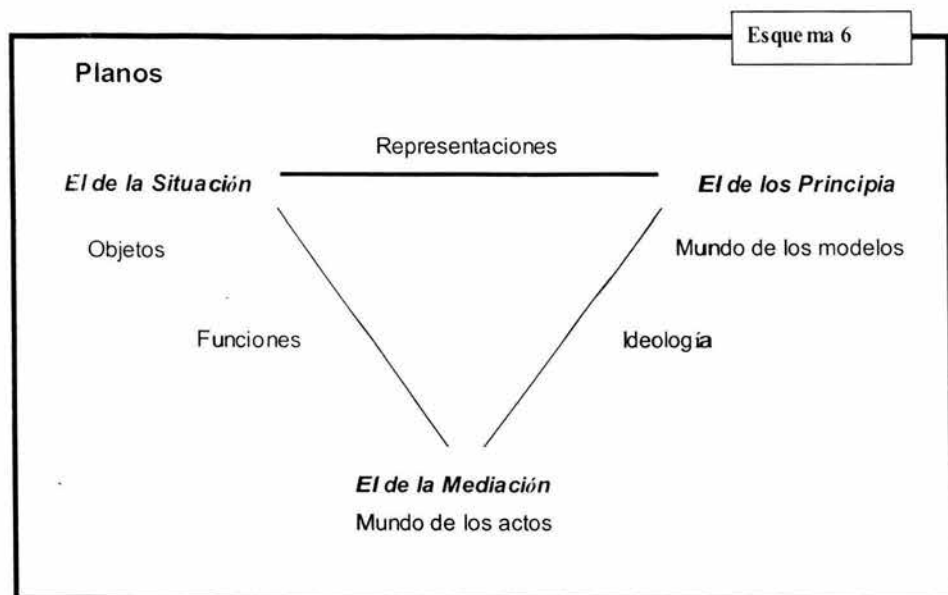 Esquema 6
Planos
Representaciones
El de la Situación
El de los Principia
Objetos
Mundo de los modelos
Funciones
Ideología
El de la Mediación
Mundo de los actos